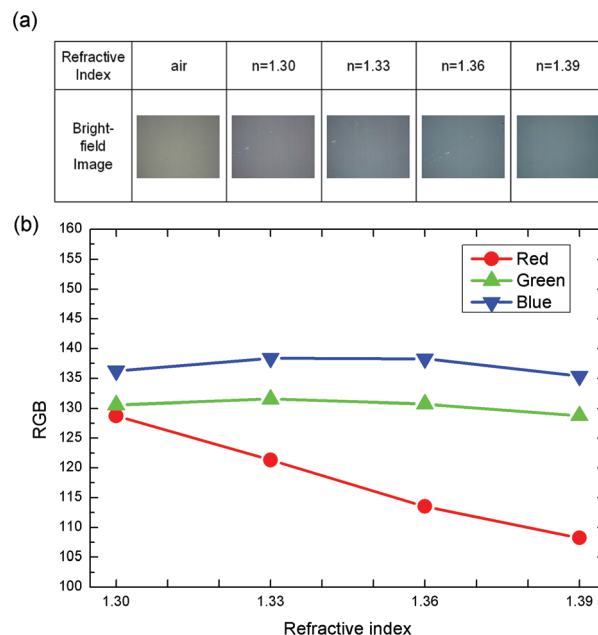 (a)
Refractive Index air n=1.30 n=1.33 n=1.36 n=1.39
Bright-
field
Image
(b)
160
155
150
145
140
135
130
125
120
115
110
105
100
RGB
Red
Green
Blue
1.30 1.33 1.36 1.39
Refractive index